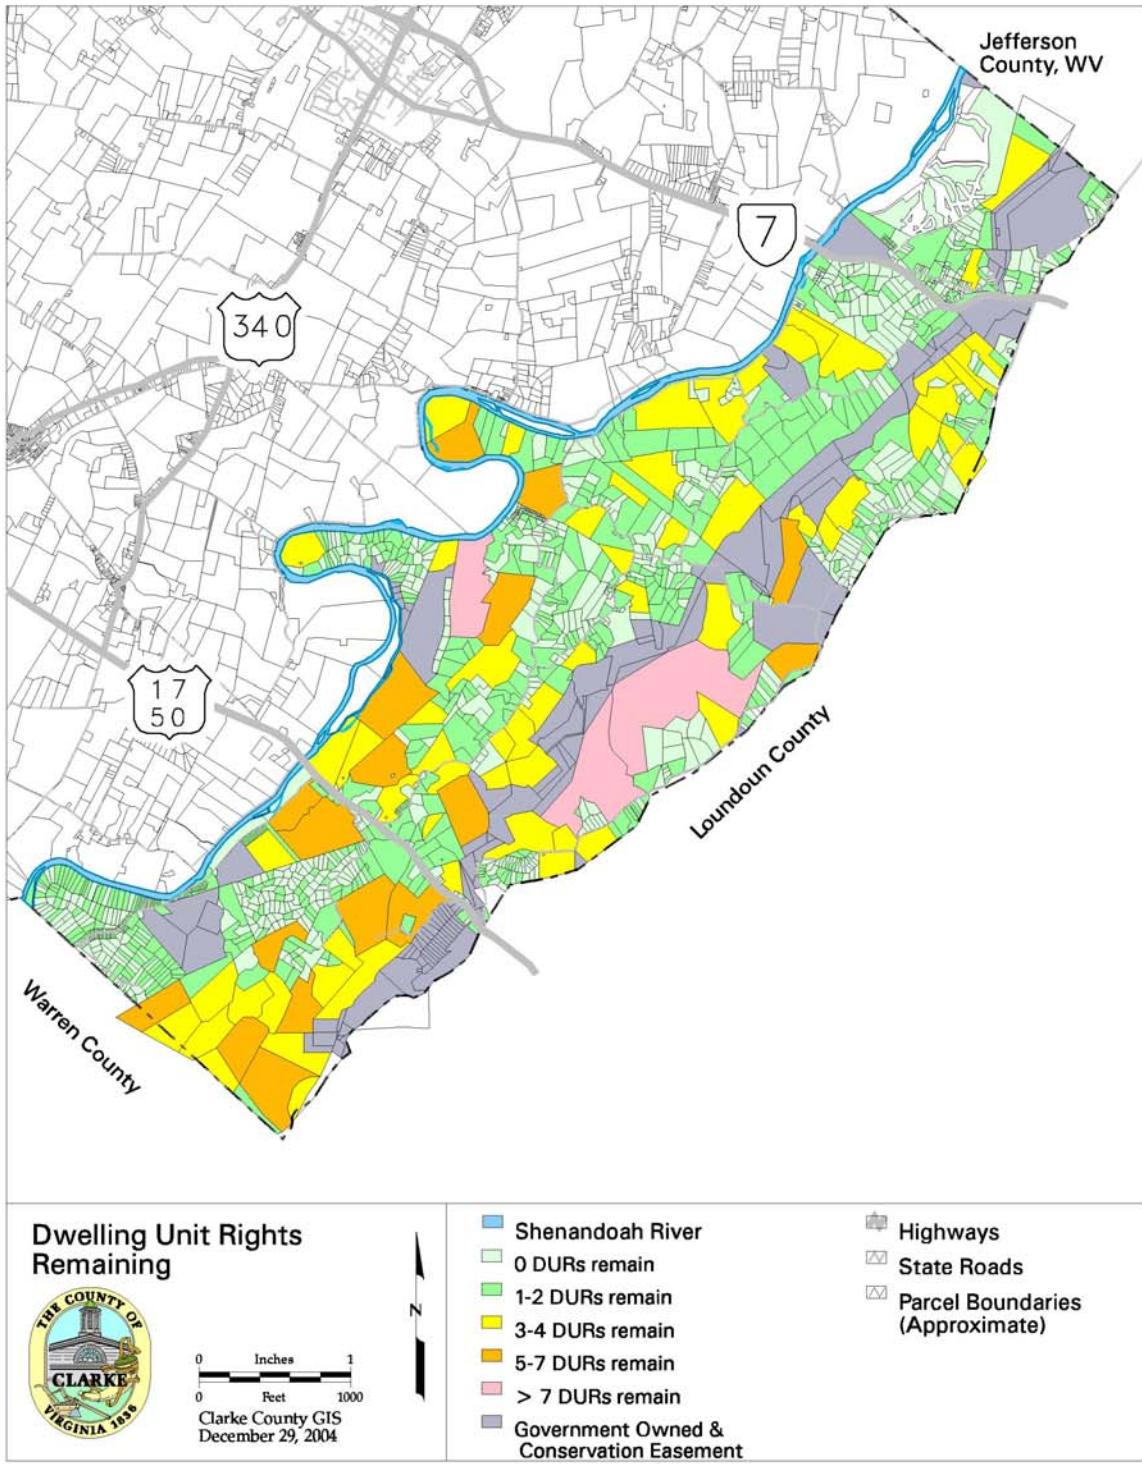 Jefferson
County, WV
7
340
17
50
Loundoun County
Warren County
Dwelling Unit Rights
Remaining
THE COUNTY OF
CLARKE
VIRGINIA 1836
0 Inches 1
0 Feet 1000
Clarke County GIS
December 29, 2004
N
Shenandoah River
0 DURs remain
1-2 DURs remain
3-4 DURs remain
5-7 DURs remain
> 7 DURs remain
Government Owned &
Conservation Easement
Highways
State Roads
Parcel Boundaries
(Approximate)